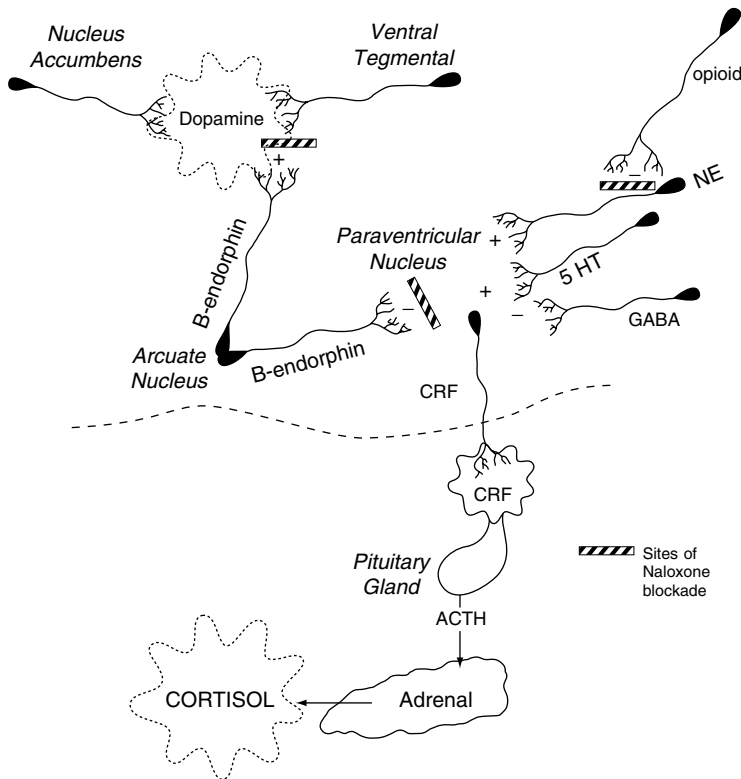 Nucleus
Accumbens
Ventral
Tegmental
opioid
Dopamine
+
–
NE
Paraventricular
Nucleus
+
5 HT
+
–
GABA
B-endorphin
–
B-endorphin
Arcuate
Nucleus
CRF
CRF
Pituitary
Gland
Sites of
Naloxone
blockade
ACTH
CORTISOL
Adrenal